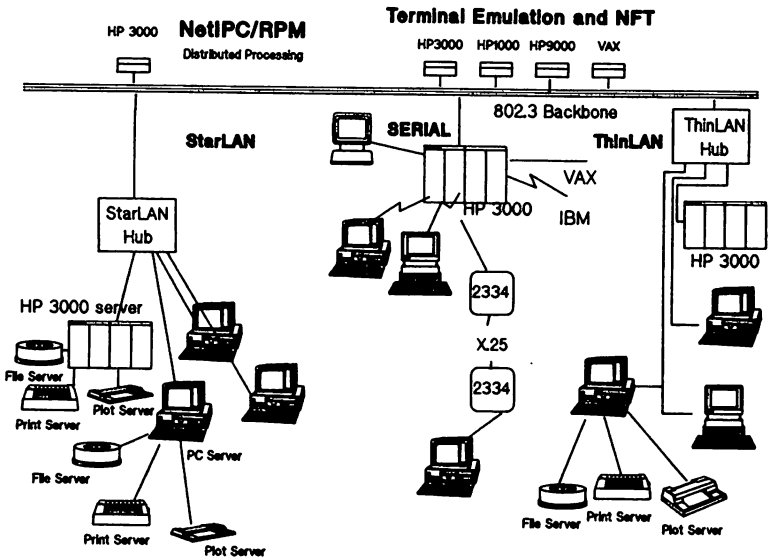 NetIPC/RPM
Distributed Processing
HP 3000
Terminal Emulation and NFT
HP3000
HP1000
HP9000
VAX
802.3 Backbone
StarLAN
SERIAL
ThinLAN
ThinLAN
Hub
VAX
IBM
HP 3000
StarLAN
Hub
HP 3000
2334
X.25
2334
HP 3000 server
File Server
Plot Server
Print Server
PC Server
File Server
Print Server
Plot Server
File Server
Print Server
Plot Server